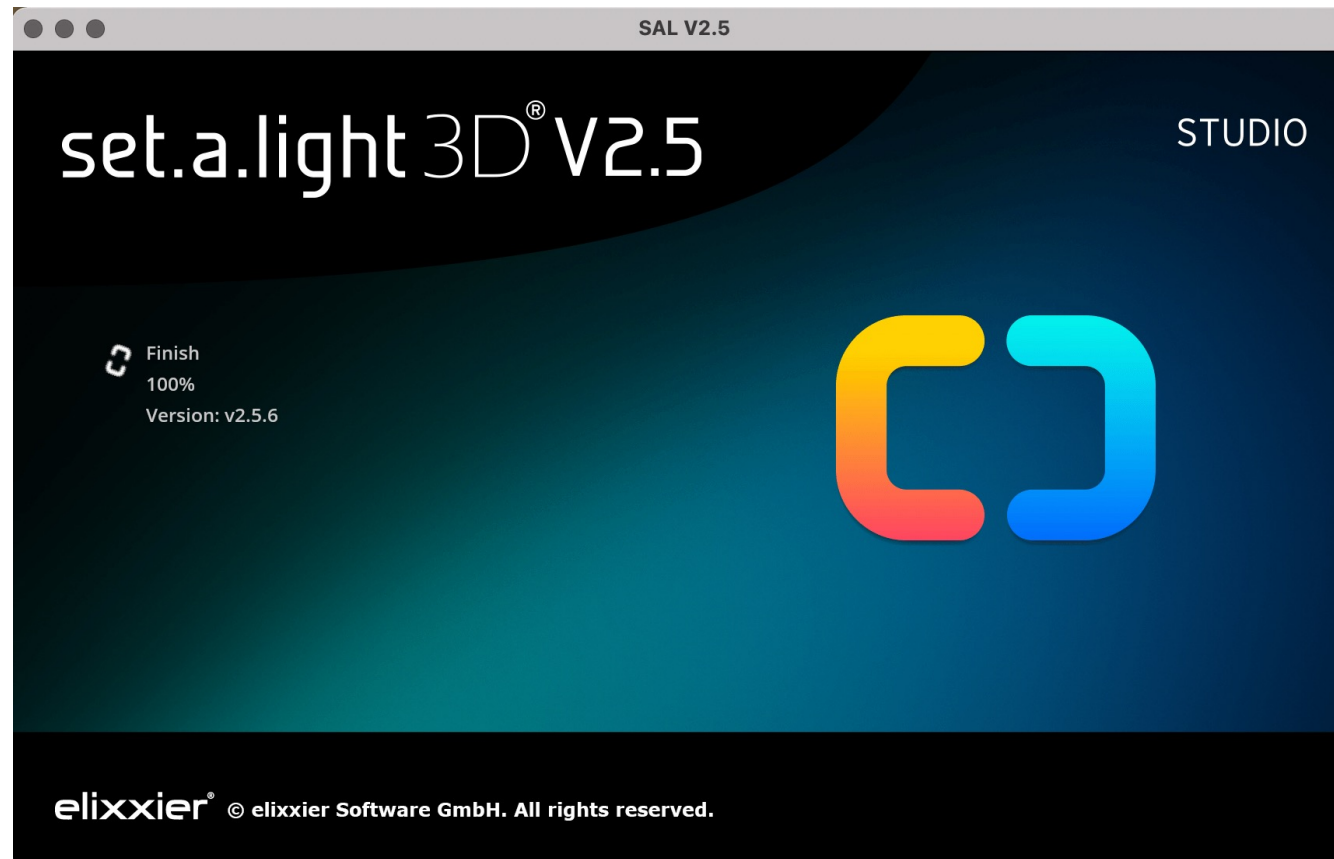 SAL V2.5
set.a.light 3D® V2.5
STUDIO
Finish
100%
Version: v2.5.6
elixxier® © elixxier Software GmbH. All rights reserved.